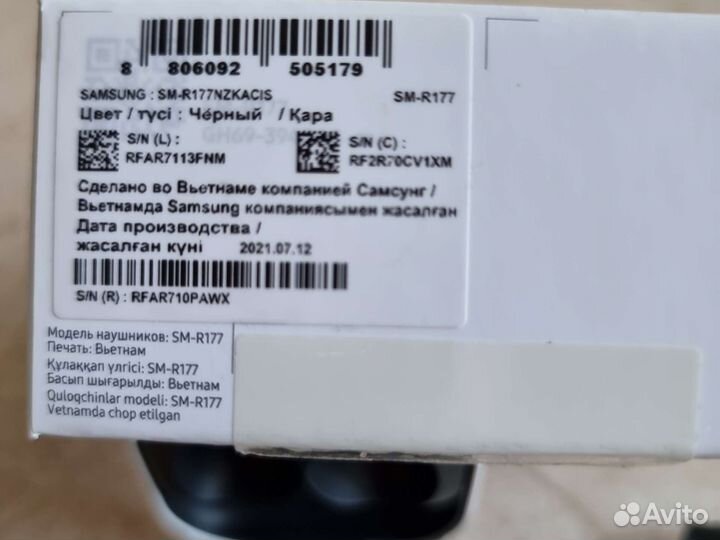 8 806092 505179
SAMSUNG : SM-R177NZKACIS SM-R177
Цвет / түсі : Чёрный / Қара
S/N (L) :
RFAR7113FNM
S/N (C) :
RF2R70CV1XM
Сделано во Вьетнаме компанией Самсунг /
Вьетнамда Samsung компаниясымен жасалған
Дата производства /
жасалған күні 2021.07.12
S/N (R) : RFAR710PAWX
Модель наушников: SM-R177
Печать: Вьетнам
Құлаққап үлгісі: SM-R177
Басып шығарылды: Вьетнам
Quloqchinlar modeli: SM-R177
Vetnamda chop etilgan
Avito